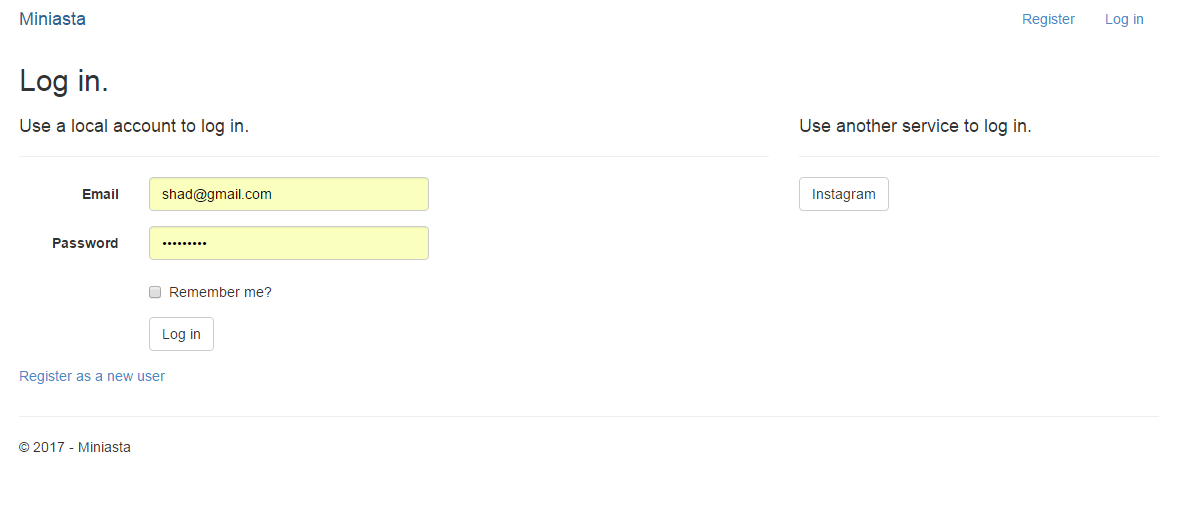 Miniasta Register Log in
Log in.
Use a local account to log in.
Use another service to log in.
Email shad@gmail.com
Instagram
Password •••••••••
Remember me?
Log in
Register as a new user
© 2017 - Miniasta